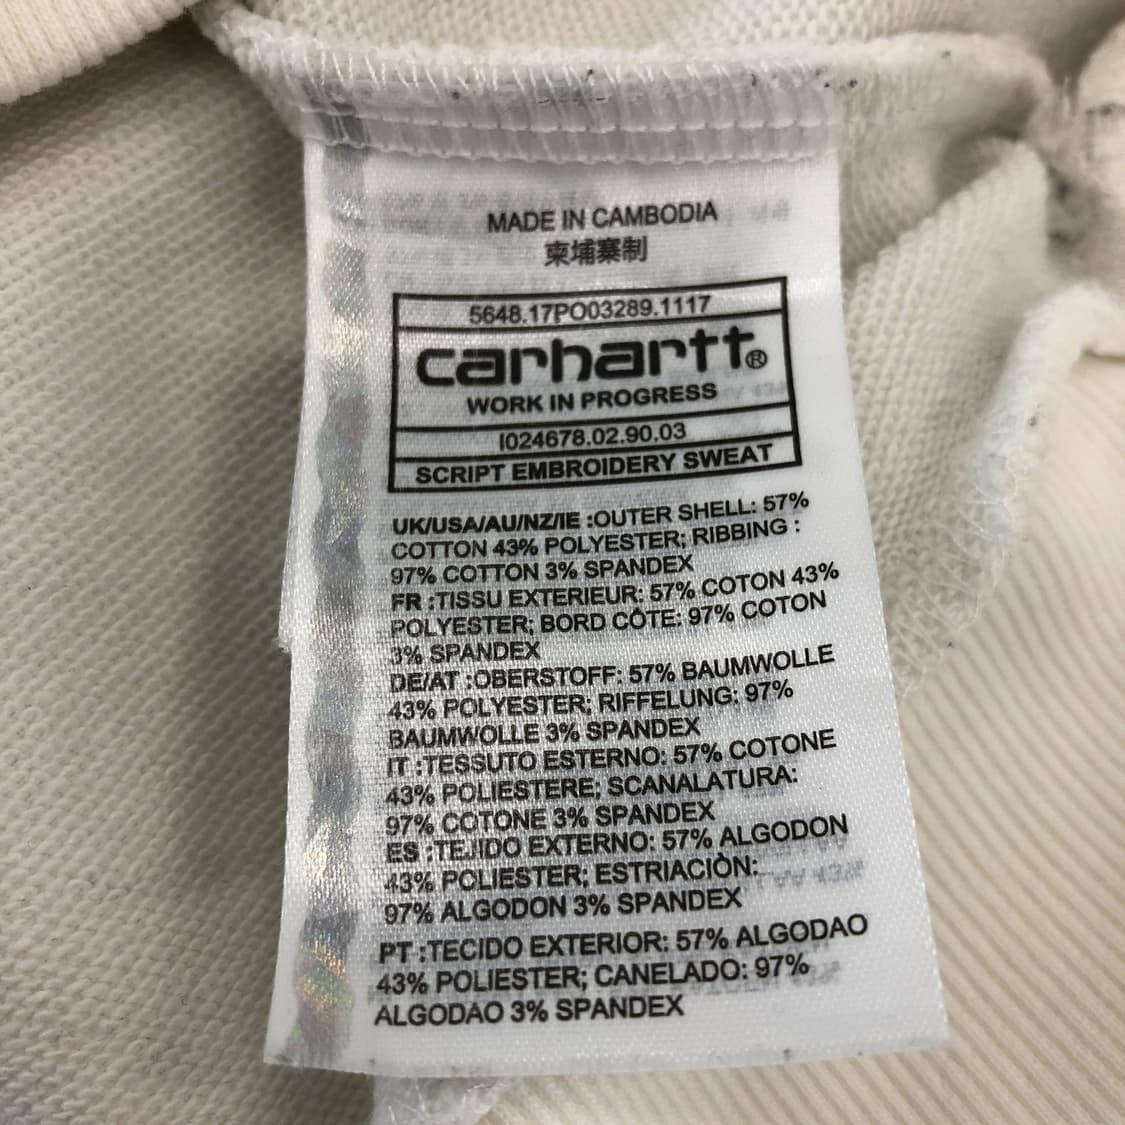 MADE IN CAMBODIA
柬埔寨制
5648.17PO03289.1117
carhartt®
WORK IN PROGRESS
I024678.02.90.03
SCRIPT EMBROIDERY SWEAT
UK/USA/AU/NZ/IE :OUTER SHELL: 57%
COTTON 43% POLYESTER; RIBBING :
97% COTTON 3% SPANDEX
FR :TISSU EXTERIEUR: 57% COTON 43%
POLYESTER; BORD CÔTE: 97% COTON
3% SPANDEX
DE/AT :OBERSTOFF: 57% BAUMWOLLE
43% POLYESTER; RIFFELUNG: 97%
BAUMWOLLE 3% SPANDEX
IT :TESSUTO ESTERNO: 57% COTONE
43% POLIESTERE; SCANALATURA:
97% COTONE 3% SPANDEX
ES :TEJIDO EXTERNO: 57% ALGODON
43% POLIESTER; ESTRIACIÒN:
97% ALGODON 3% SPANDEX
PT :TECIDO EXTERIOR: 57% ALGODAO
43% POLIESTER; CANELADO: 97%
ALGODAO 3% SPANDEX